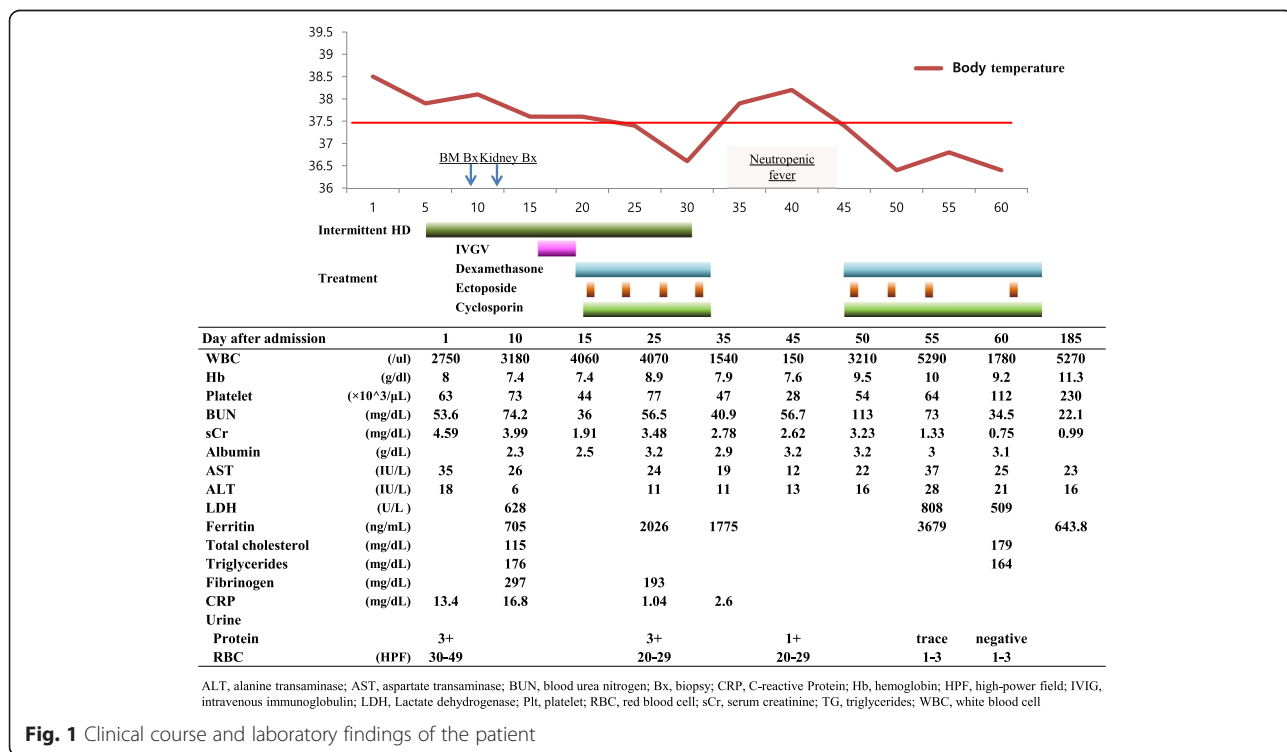 39.5
39
38.5
38
37.5
37
36.5
36
Body temperature
BM Bx Kidney Bx
Neutropenic
fever
1 5 10 15 20 25 30 35 40 45 50 55 60
Intermittent HD
IVGV
Treatment
Dexamethasone
Ectoposide
Cyclosporin
Day after admission 1 10 15 25 35 45 50 55 60 185
WBC (/ul) 2750 3180 4060 4070 1540 150 3210 5290 1780 5270
Hb (g/dl) 8 7.4 7.4 8.9 7.9 7.6 9.5 10 9.2 11.3
Platelet (×10^3/μL) 63 73 44 77 47 28 54 64 112 230
BUN (mg/dL) 53.6 74.2 36 56.5 40.9 56.7 113 73 34.5 22.1
sCr (mg/dL) 4.59 3.99 1.91 3.48 2.78 2.62 3.23 1.33 0.75 0.99
Albumin (g/dL) 2.3 2.5 3.2 2.9 3.2 3.2 3 3.1
AST (IU/L) 35 26 24 19 12 22 37 25 23
ALT (IU/L) 18 6 11 11 13 16 28 21 16
LDH (U/L ) 628 808 509
Ferritin (ng/mL) 705 2026 1775 3679 643.8
Total cholesterol (mg/dL) 115 179
Triglycerides (mg/dL) 176 164
Fibrinogen (mg/dL) 297 193
CRP (mg/dL) 13.4 16.8 1.04 2.6
Urine
Protein 3+ 3+ 1+ trace negative
RBC (HPF) 30-49 20-29 20-29 1-3 1-3
ALT, alanine transaminase; AST, aspartate transaminase; BUN, blood urea nitrogen; Bx, biopsy; CRP, C-reactive Protein; Hb, hemoglobin; HPF, high-power field; IVIG,
intravenous immunoglobulin; LDH, Lactate dehydrogenase; Plt, platelet; RBC, red blood cell; sCr, serum creatinine; TG, triglycerides; WBC, white blood cell
Fig. 1 Clinical course and laboratory findings of the patient